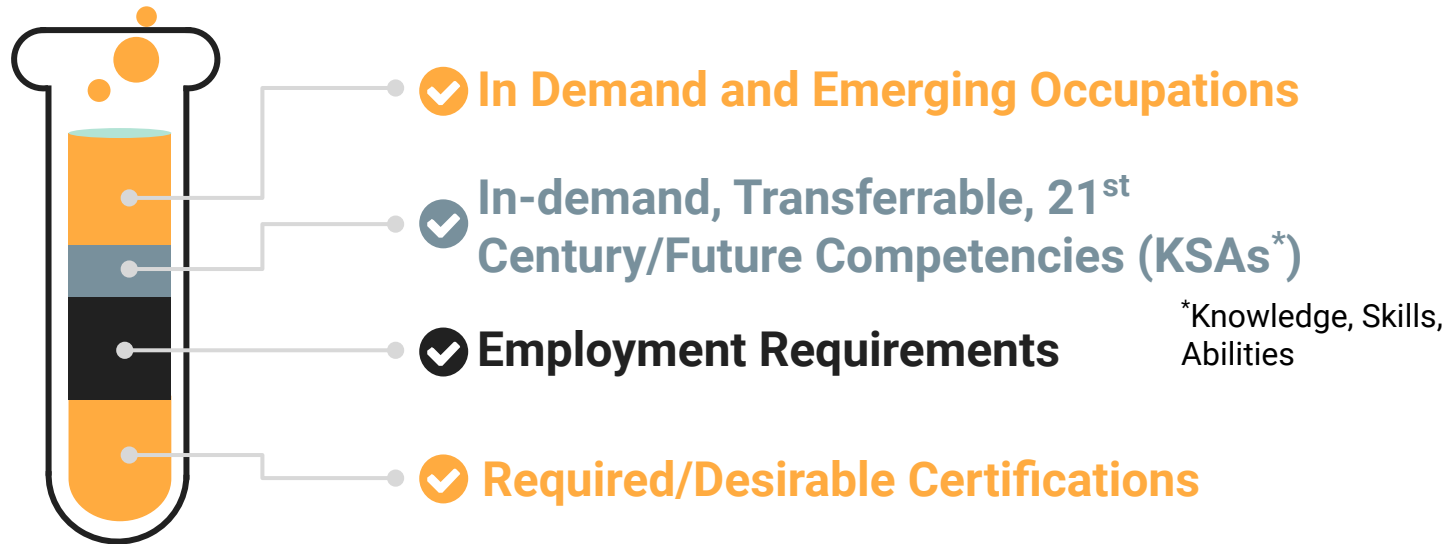 In Demand and Emerging Occupations
In-demand, Transferrable, 21st
Century/Future Competencies (KSAs*)
*Knowledge, Skills,
Abilities
Employment Requirements
Required/Desirable Certifications